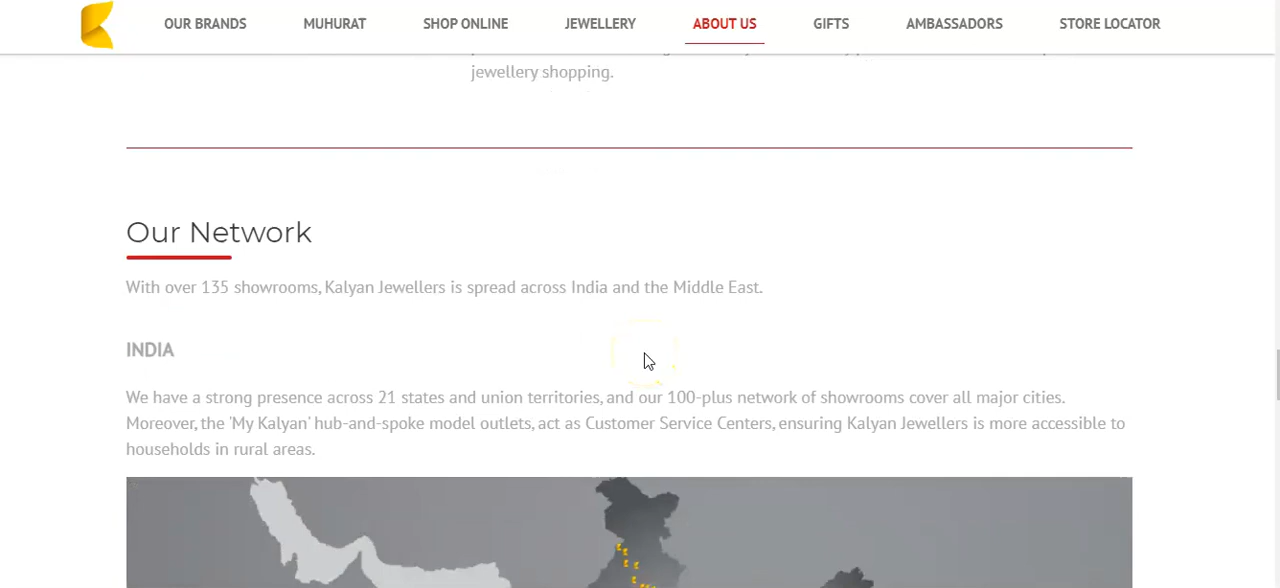 OUR BRANDS MUHURAT SHOP ONLINE JEWELLERY ABOUT US GIFTS AMBASSADORS STORE LOCATOR
jewellery shopping.
Our Network
With over 135 showrooms, Kalyan Jewellers is spread across India and the Middle East.
INDIA
We have a strong presence across 21 states and union territories, and our 100-plus network of showrooms cover all major cities.
Moreover, the 'My Kalyan' hub-and-spoke model outlets, act as Customer Service Centers, ensuring Kalyan Jewellers is more accessible to
households in rural areas.